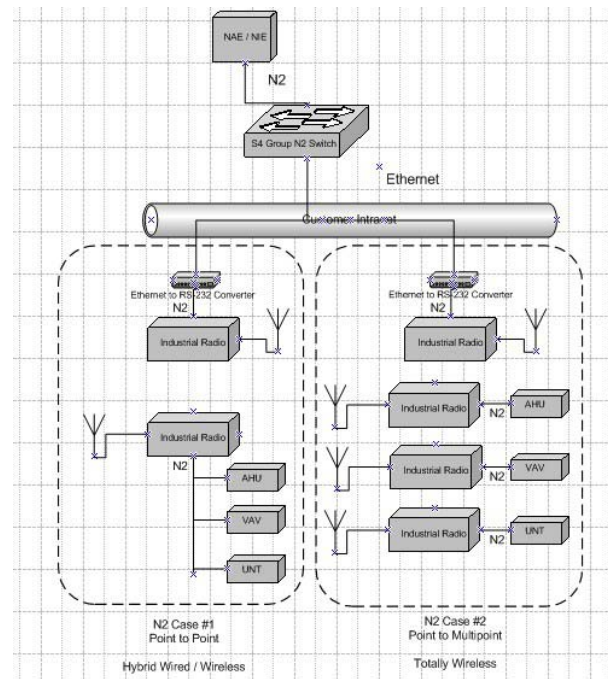 NAE / NIE
N2
S4 Group N2 Switch
Ethernet
Customer Intranet
Ethernet to RS-232 Converter
N2
Industrial Radio
Industrial Radio
N2
AHU
VAV
UNT
N2 Case #1
Point to Point
Hybrid Wired / Wireless
Ethernet to RS-232 Converter
N2
Industrial Radio
Industrial Radio
N2
AHU
Industrial Radio
N2
VAV
Industrial Radio
N2
UNT
N2 Case #2
Point to Multipoint
Totally Wireless